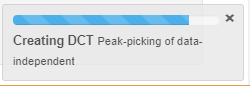 Creating DCT Peak-picking of data-
independent